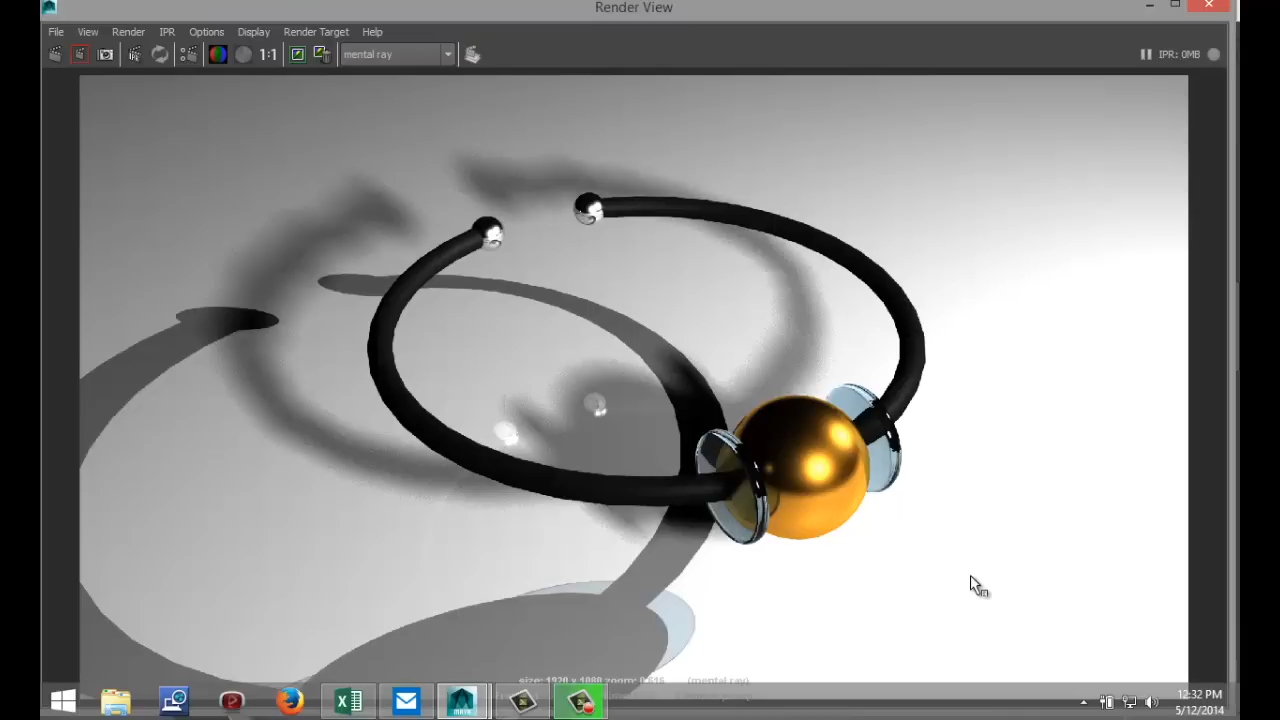 Render View
File View Render IPR Options Display Render Target Help
1:1 mental ray IPR: 0MB
size: 1920 x 1080 zoom: 0.616 (mental ray)
12:32 PM
5/12/2014